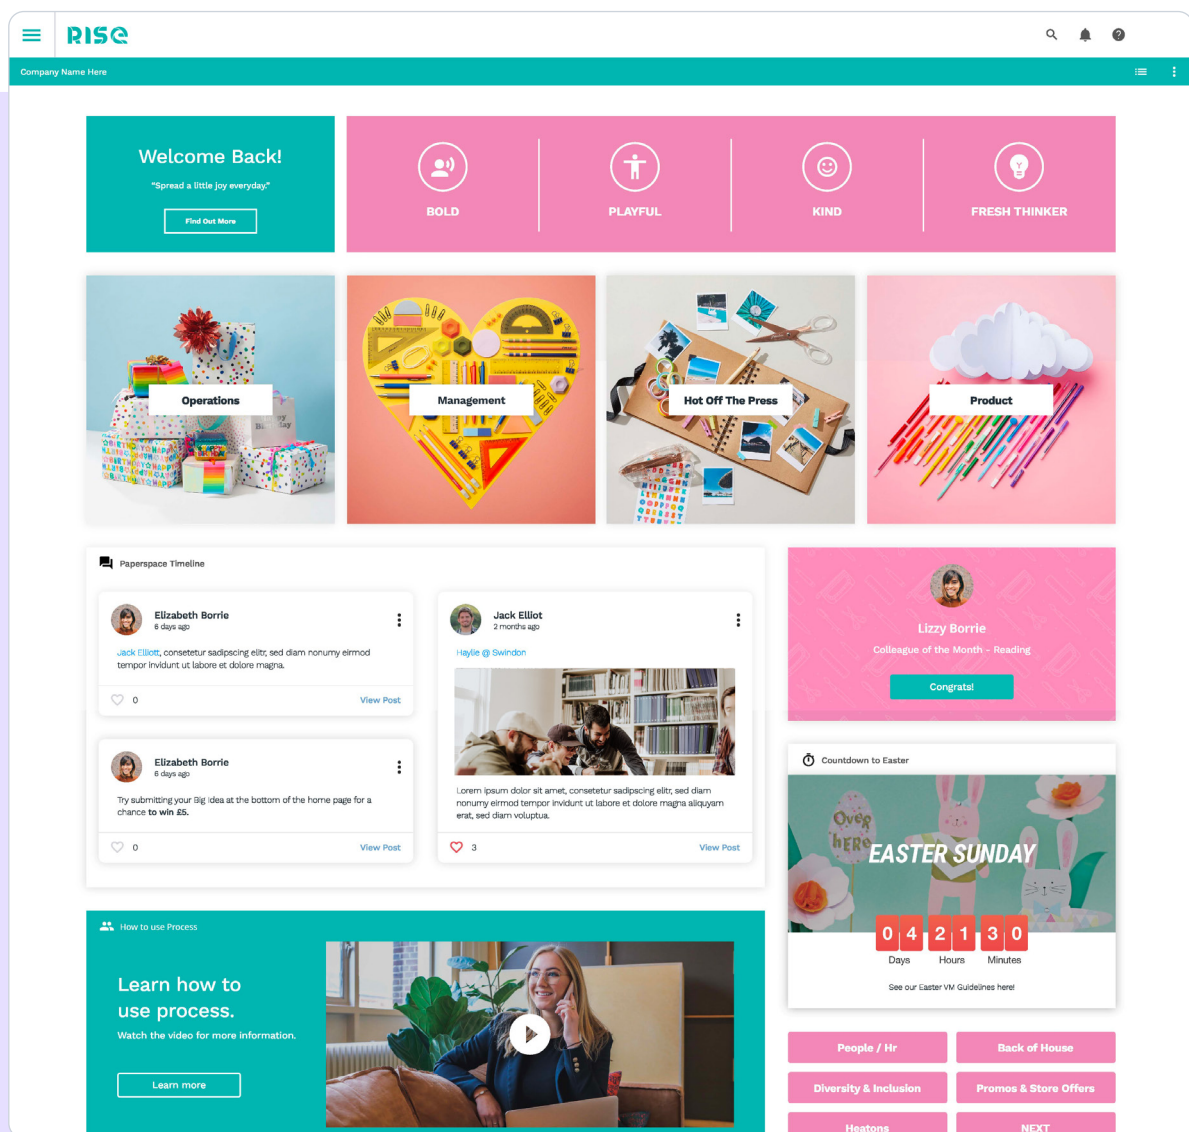 RISE
Company Name Here
Welcome Back!
"Spread a little joy everyday."
Find Out More
BOLD
PLAYFUL
KIND
FRESH THINKER
Operations
Management
Hot Off The Press
Product
Paperspace Timeline
Elizabeth Borrie
6 days ago
Jack Elliott, consetetur sadipscing elitr, sed diam nonumy eirmod
tempor invidunt ut labore et dolore magna.
0
View Post
Elizabeth Borrie
6 days ago
Try submitting your Big Idea at the bottom of the home page for a
chance to win £5.
0
View Post
Jack Elliot
2 months ago
Haylie @ Swindon
Lorem ipsum dolor sit amet, consetetur sadipscing elitr, sed diam
nonumy eirmod tempor invidunt ut labore et dolore magna aliquyam
erat, sed diam voluptua.
3
View Post
Lizzy Borrie
Colleague of the Month - Reading
Congrats!
Countdown to Easter
Over
hERE
EASTER SUNDAY
04 21 30
Days Hours Minutes
See our Easter VM Guidelines here!
How to use Process
Learn how to
use process.
Watch the video for more information.
Learn more
People / Hr
Back of House
Diversity & Inclusion
Promos & Store Offers
Heatons
NEXT